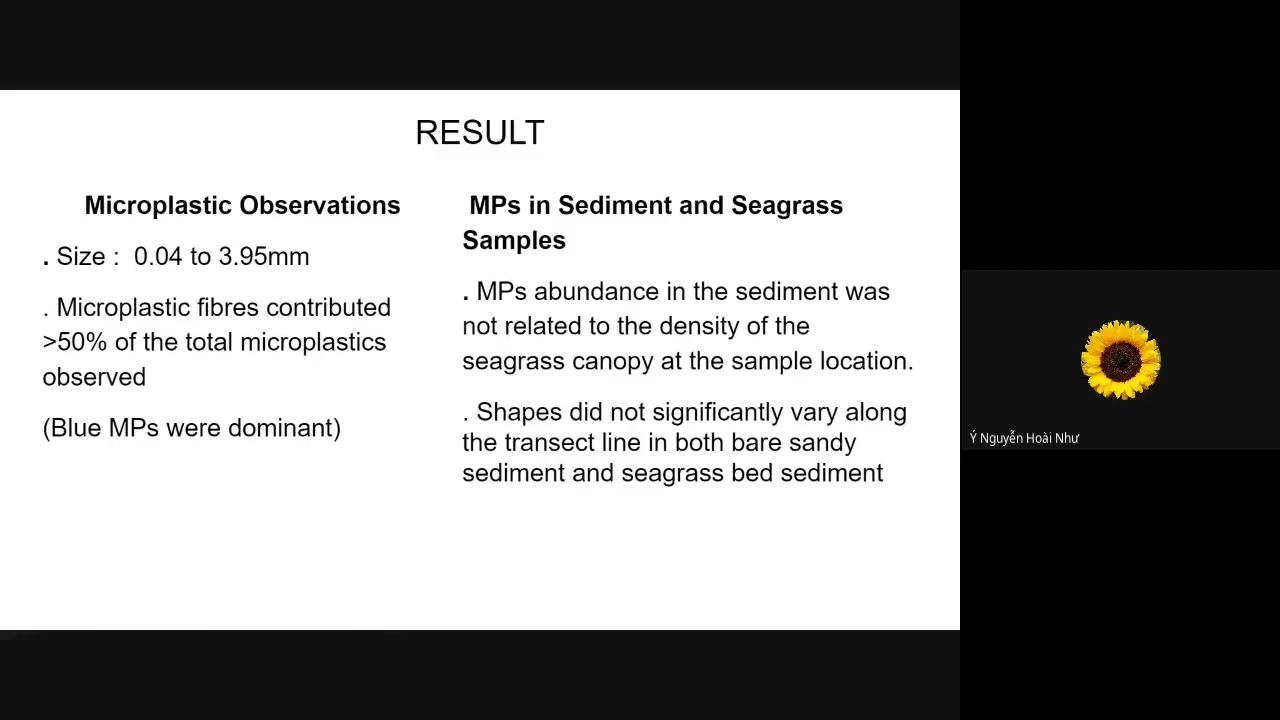 RESULT
Microplastic Observations
. Size : 0.04 to 3.95mm
. Microplastic fibres contributed
>50% of the total microplastics
observed
(Blue MPs were dominant)
MPs in Sediment and Seagrass
Samples
. MPs abundance in the sediment was
not related to the density of the
seagrass canopy at the sample location.
. Shapes did not significantly vary along
the transect line in both bare sandy
sediment and seagrass bed sediment
Ý Nguyễn Hoài Như